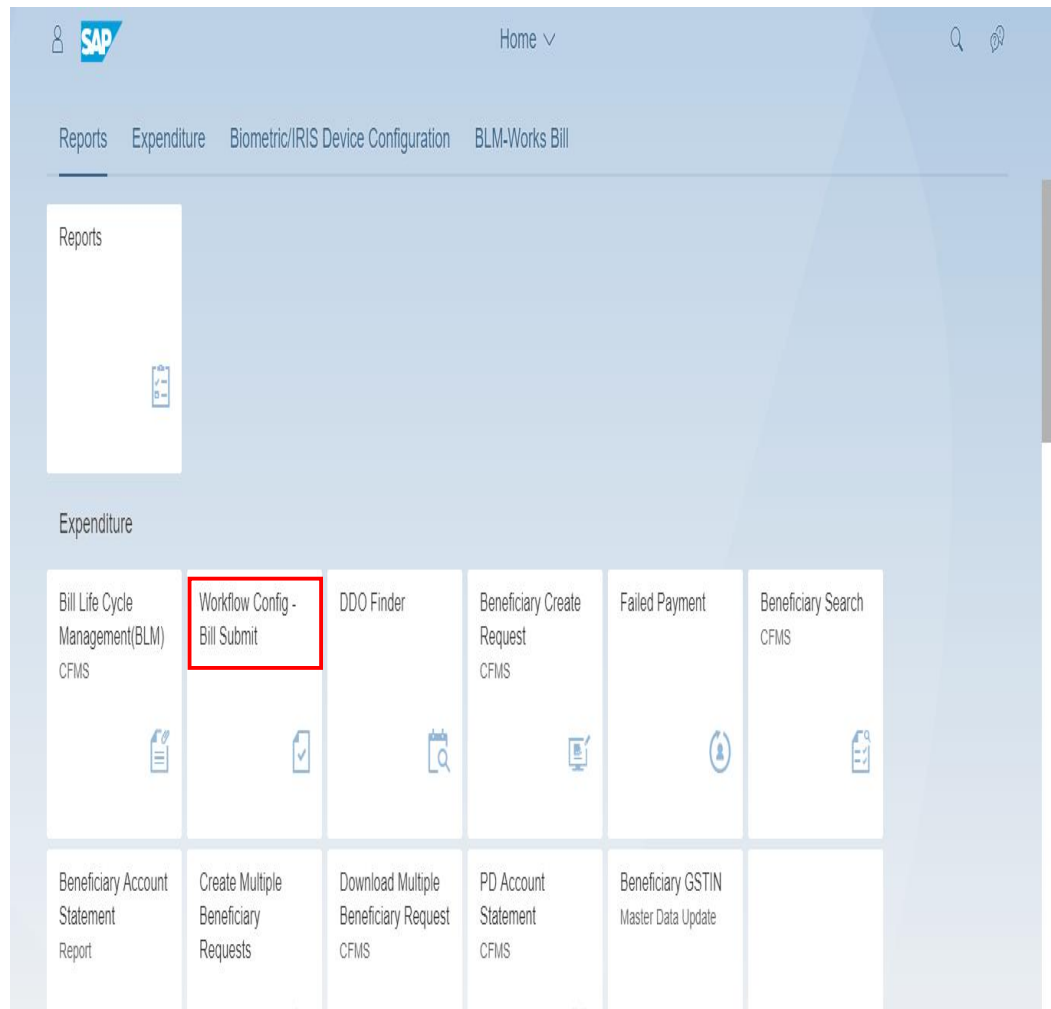 SAP
Home
Reports Expenditure Biometric/IRIS Device Configuration BLM-Works Bill
Reports
Expenditure
Bill Life Cycle
Management(BLM)
CFMS
Workflow Config -
Bill Submit
DDO Finder
Beneficiary Create
Request
CFMS
Failed Payment
Beneficiary Search
CFMS
Beneficiary Account
Statement
Report
Create Multiple
Beneficiary
Requests
Download Multiple
Beneficiary Request
CFMS
PD Account
Statement
CFMS
Beneficiary GSTIN
Master Data Update